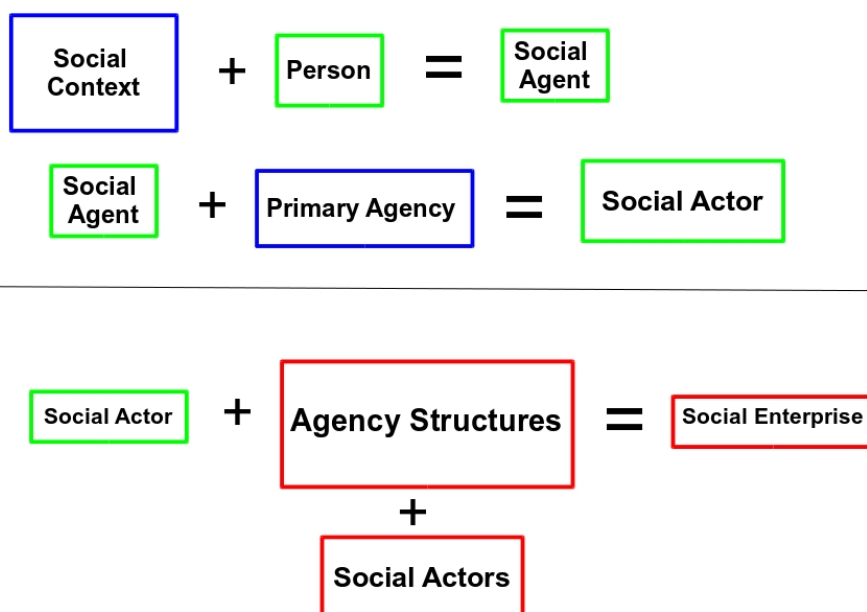 Social
Context
+
Person
=
Social
Agent
Social
Agent
+
Primary Agency
=
Social Actor
Social Actor
+
Agency Structures
=
Social Enterprise
+
Social Actors